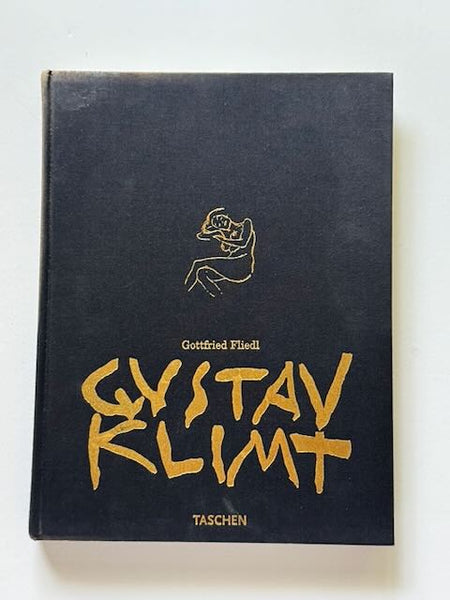 Gottfried Fliedl
GVSTAV
KLIMT
TASCHEN